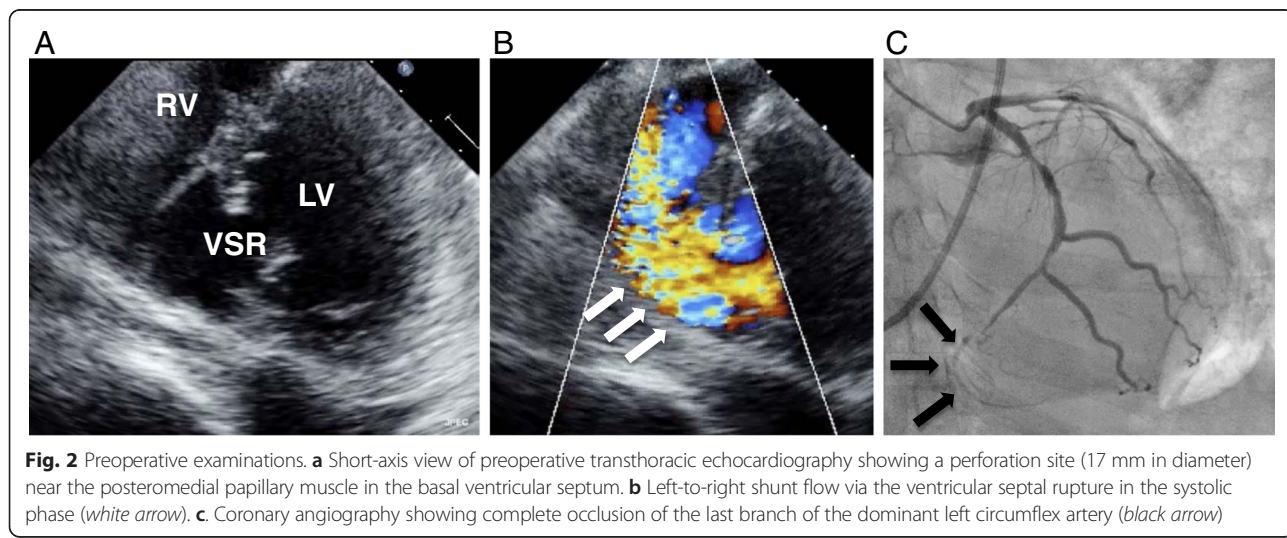 A
B
C
RV
LV
VSR
JPEG
Fig. 2 Preoperative examinations. a Short-axis view of preoperative transthoracic echocardiography showing a perforation site (17 mm in diameter)
near the posteromedial papillary muscle in the basal ventricular septum. b Left-to-right shunt flow via the ventricular septal rupture in the systolic
phase (white arrow). c. Coronary angiography showing complete occlusion of the last branch of the dominant left circumflex artery (black arrow)